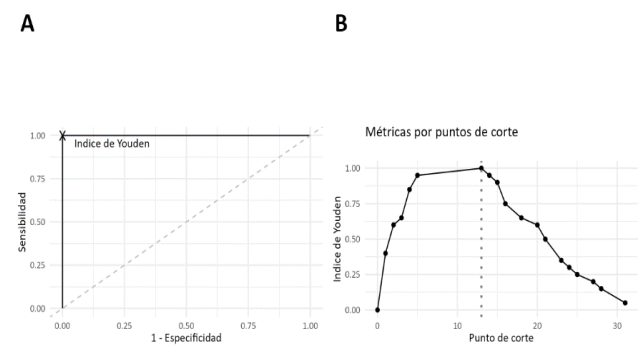 A
B
Métricas por puntos de corte
Indice de Youden
Sensibilidad
1.00
0.75
0.50
0.25
0.00
0.00 0.25 0.50 0.75 1.00
1 - Especificidad
Indice de Youden
1.00
0.75
0.50
0.25
0.00
0 10 20 30
Punto de corte